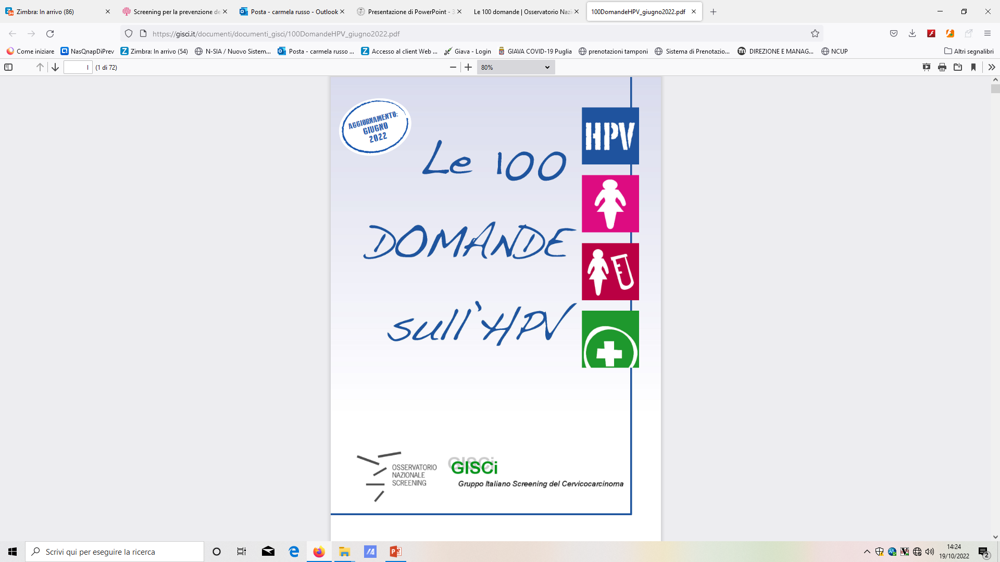 Zimbra: In arrivo (86)
Screening per la prevenzione de
Posta - carmela russo - Outlook
Presentazione di PowerPoint - 3
Le 100 domande | Osservatorio Nazi
100DomandeHPV_giugno2022.pdf
https://gisci.it/documenti/documenti_gisci/100DomandeHPV_giugno2022.pdf
Come iniziare
NasQnapDiPrev
Zimbra: In arrivo (54)
N-SIA / Nuovo Sistem...
Posta - carmela russo ...
Accesso al client Web ...
Giava - Login
GIAVA COVID-19 Puglia
prenotazioni tamponi
Sistema di Prenotazio...
DIREZIONE E MANAG...
NCUP
Altri segnalibri
I (1 di 72)
80%
AGGIORNAMENTO:
GIUGNO
2022
HPV
Le 100
DOMANDE
sull'HPV
OSSERVATORIO
NAZIONALE
SCREENING
GISCi
Gruppo Italiano Screening del Cervicocarcinoma
Scrivi qui per eseguire la ricerca
14:24
19/10/2022
2